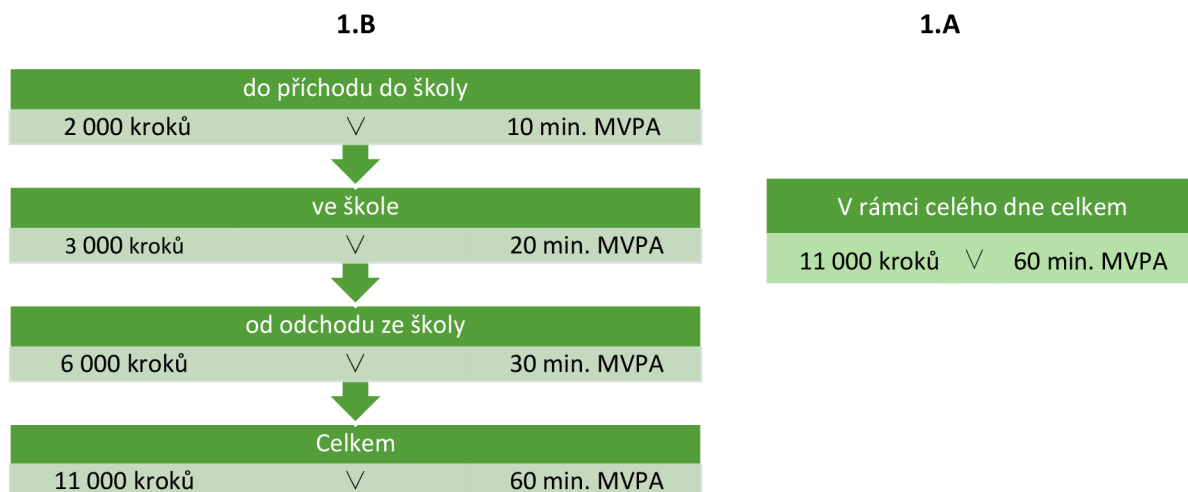 1.B
1.A
do příchodu do školy
2 000 kroků ∨ 10 min. MVPA
ve škole
3 000 kroků ∨ 20 min. MVPA
od odchodu ze školy
6 000 kroků ∨ 30 min. MVPA
Celkem
11 000 kroků ∨ 60 min. MVPA
V rámci celého dne celkem
11 000 kroků ∨ 60 min. MVPA